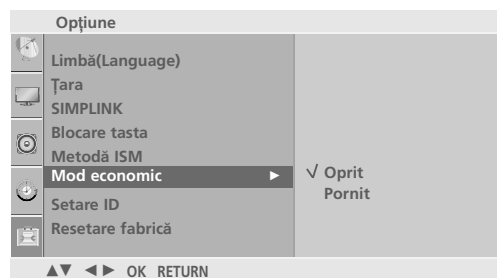 Opțiune
Limbă(Language)
Țara
SIMPLINK
Blocare tasta
Metodă ISM
Mod economic ►
√ Oprit
Pornit
Setare ID
Resetare fabrică
▲▼ ◄► OK RETURN